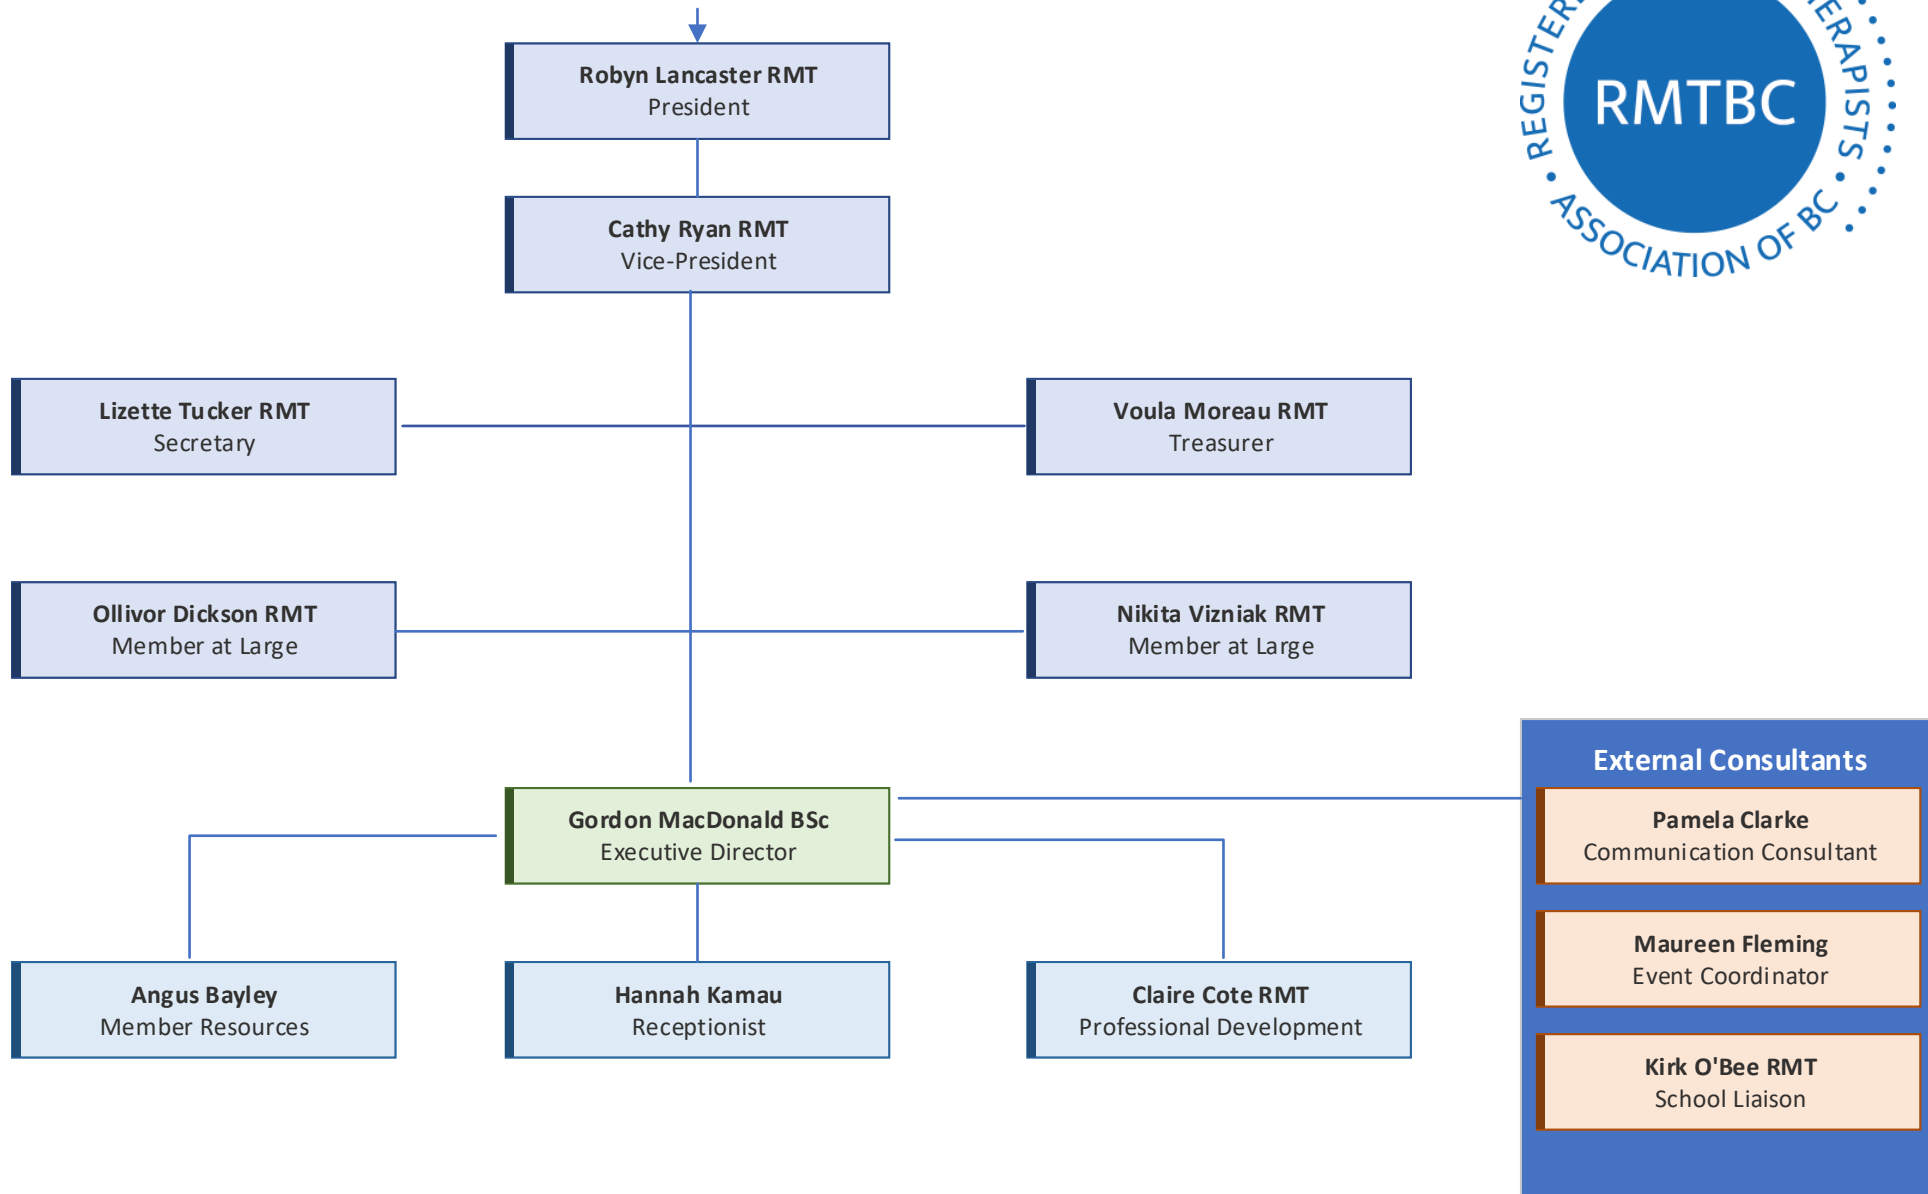 Robyn Lancaster RMT
President
REGISTERED
THERAPISTS
ASSOCIATION OF BC
RMTBC
Cathy Ryan RMT
Vice-President
Lizette Tucker RMT
Secretary
Voula Moreau RMT
Treasurer
Ollivor Dickson RMT
Member at Large
Nikita Vizniak RMT
Member at Large
External Consultants
Gordon MacDonald BSc
Executive Director
Pamela Clarke
Communication Consultant
Maureen Fleming
Event Coordinator
Angus Bayley
Member Resources
Hannah Kamau
Receptionist
Claire Cote RMT
Professional Development
Kirk O'Bee RMT
School Liaison